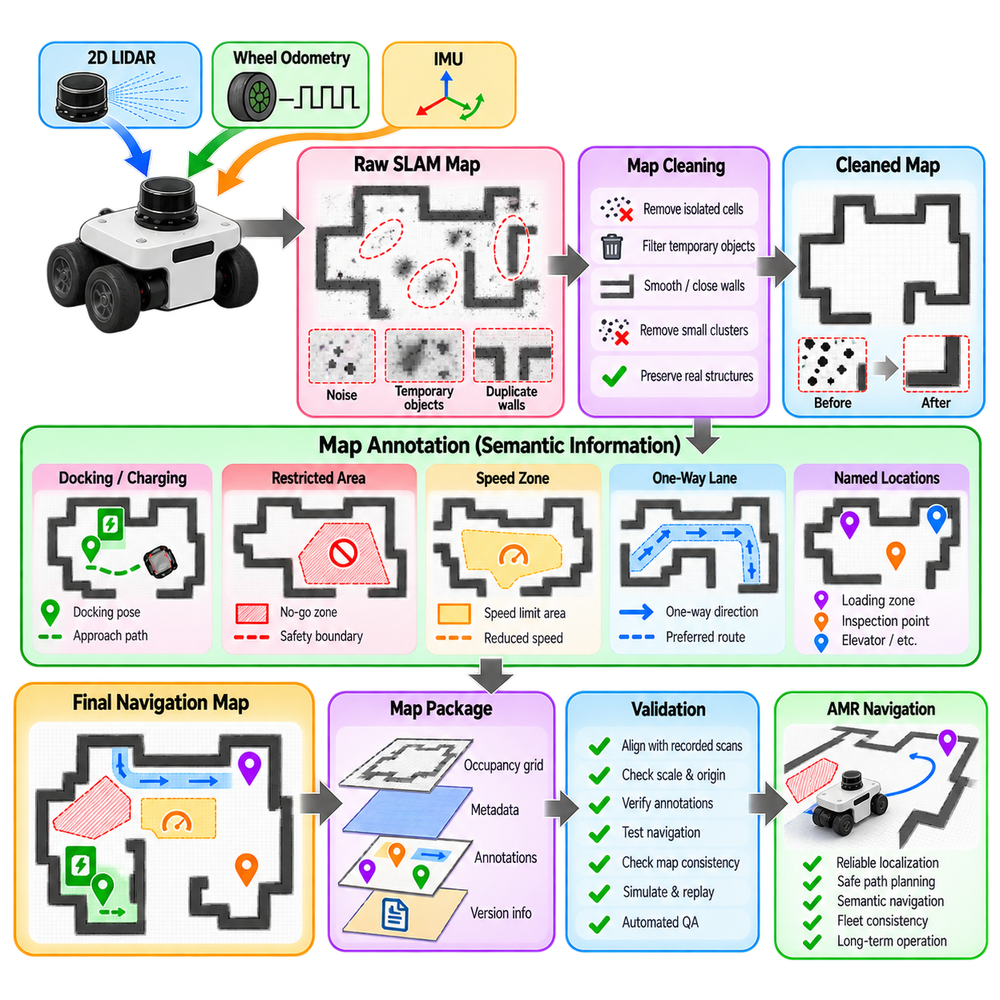 2D LIDAR
Wheel Odometry
IMU
Raw SLAM Map
Noise
Temporary
objects
Duplicate
walls
Map Cleaning
Remove isolated cells
Filter temporary objects
Smooth / close walls
Remove small clusters
Preserve real structures
Cleaned Map
Before
After
Map Annotation (Semantic Information)
Docking / Charging
Docking pose
Approach path
Restricted Area
No-go zone
Safety boundary
Speed Zone
Speed limit area
Reduced speed
One-Way Lane
One-way direction
Preferred route
Named Locations
Loading zone
Inspection point
Elevator / etc.
Final Navigation Map
Map Package
Occupancy grid
Metadata
Annotations
Version info
Validation
Align with recorded scans
Check scale & origin
Verify annotations
Test navigation
Check map consistency
Simulate & replay
Automated QA
AMR Navigation
Reliable localization
Safe path planning
Semantic navigation
Fleet consistency
Long-term operation